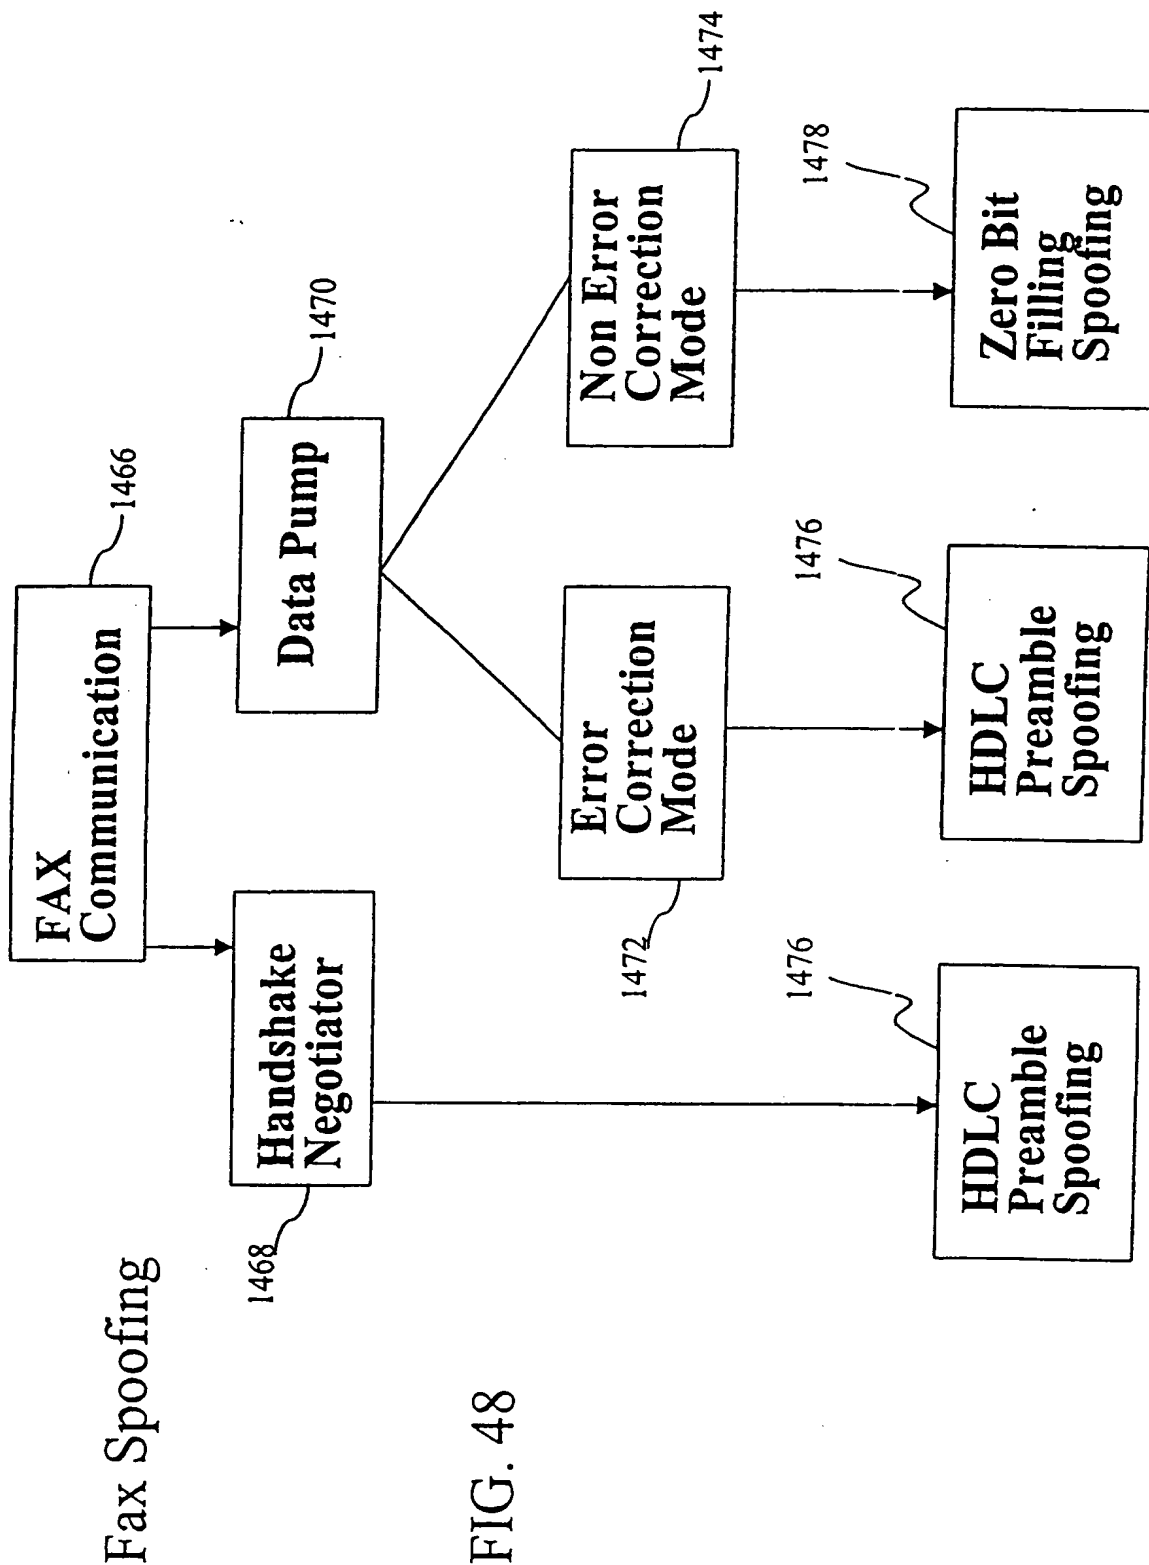 Fax Spoofing
FAX
Communication
1466
Handshake
Negotiator
1468
Data Pump
1470
Error
Correction
Mode
1472
Non Error
Correction
Mode
1474
HDLC
Preamble
Spoofing
1476
HDLC
Preamble
Spoofing
1476
Zero Bit
Filling
Spoofing
1478
FIG. 48